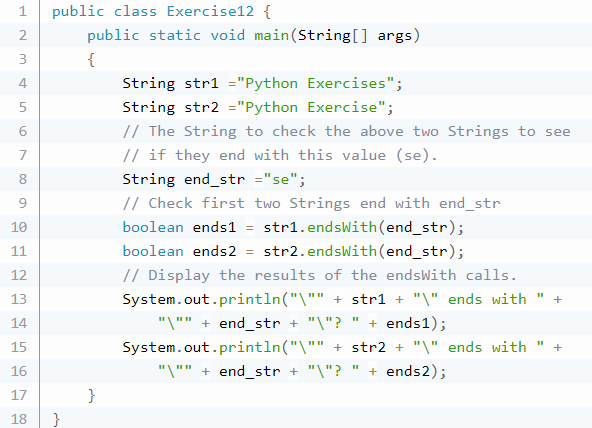 1 public class Exercise12 {
2     public static void main(String[] args)
3     {
4         String str1 ="Python Exercises";
5         String str2 ="Python Exercise";
6         // The String to check the above two Strings to see
7         // if they end with this value (se).
8         String end_str ="se";
9         // Check first two Strings end with end_str
10         boolean ends1 = str1.endsWith(end_str);
11         boolean ends2 = str2.endsWith(end_str);
12         // Display the results of the endsWith calls.
13         System.out.println("\"" + str1 + "\" ends with " +
14             "\"" + end_str + "\"? " + ends1);
15         System.out.println("\"" + str2 + "\" ends with " +
16             "\"" + end_str + "\"? " + ends2);
17     }
18 }